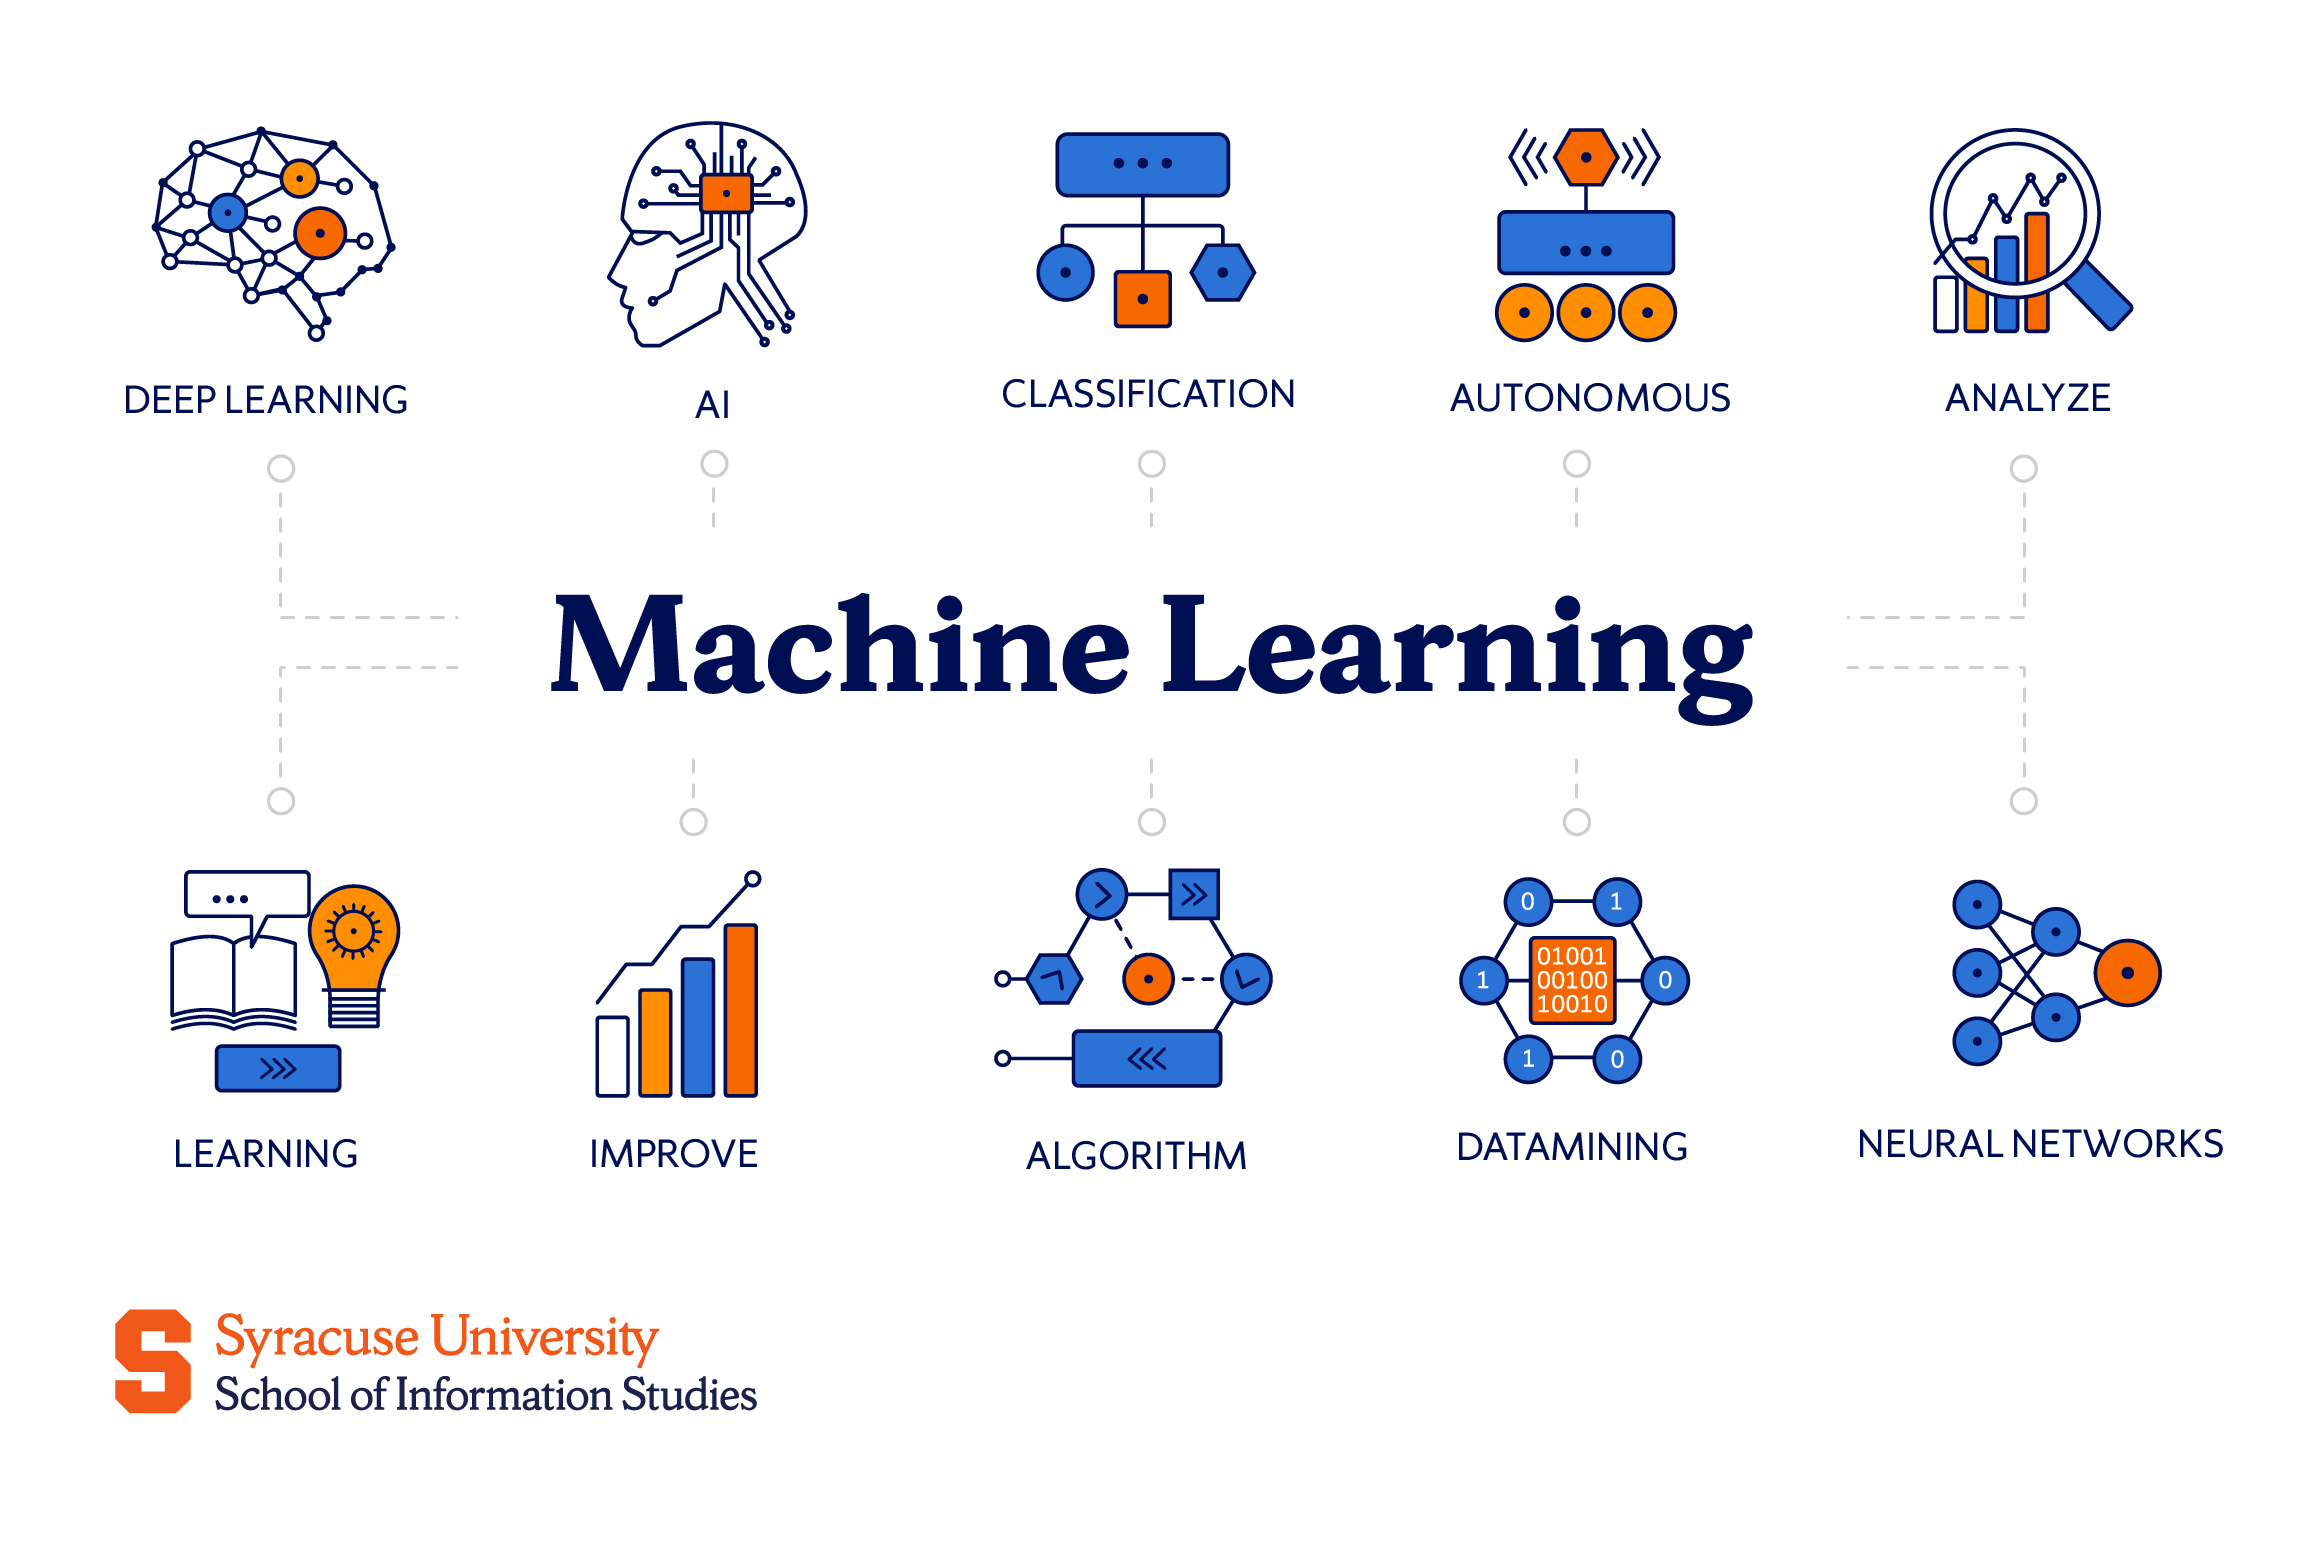 DEEP LEARNING
AI
CLASSIFICATION
AUTONOMOUS
ANALYZE
Machine Learning
0 1
1 01001 0
00100
10010
1 0
LEARNING
IMPROVE
ALGORITHM
DATAMINING
NEURAL NETWORKS
S
Syracuse University
School of Information Studies